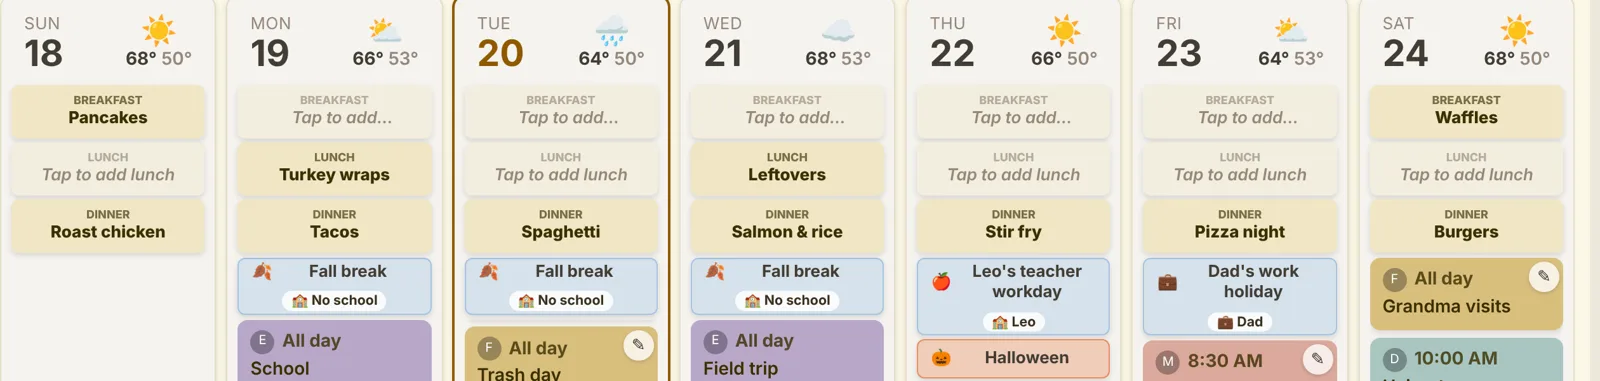 SUN
18
68° 50°
BREAKFAST
Pancakes
LUNCH
Tap to add lunch
DINNER
Roast chicken
MON
19
66° 53°
BREAKFAST
Tap to add...
LUNCH
Turkey wraps
DINNER
Tacos
Fall break
No school
E All day
School
TUE
20
64° 50°
BREAKFAST
Tap to add...
LUNCH
Tap to add lunch
DINNER
Spaghetti
Fall break
No school
F All day
Trash day
WED
21
68° 53°
BREAKFAST
Tap to add...
LUNCH
Leftovers
DINNER
Salmon & rice
Fall break
No school
E All day
Field trip
THU
22
66° 50°
BREAKFAST
Tap to add...
LUNCH
Tap to add lunch
DINNER
Stir fry
Leo's teacher
workday
Leo
Halloween
FRI
23
64° 53°
BREAKFAST
Tap to add...
LUNCH
Tap to add lunch
DINNER
Pizza night
Dad's work
holiday
Dad
M 8:30 AM
SAT
24
68° 50°
BREAKFAST
Waffles
LUNCH
Tap to add lunch
DINNER
Burgers
F All day
Grandma visits
D 10:00 AM